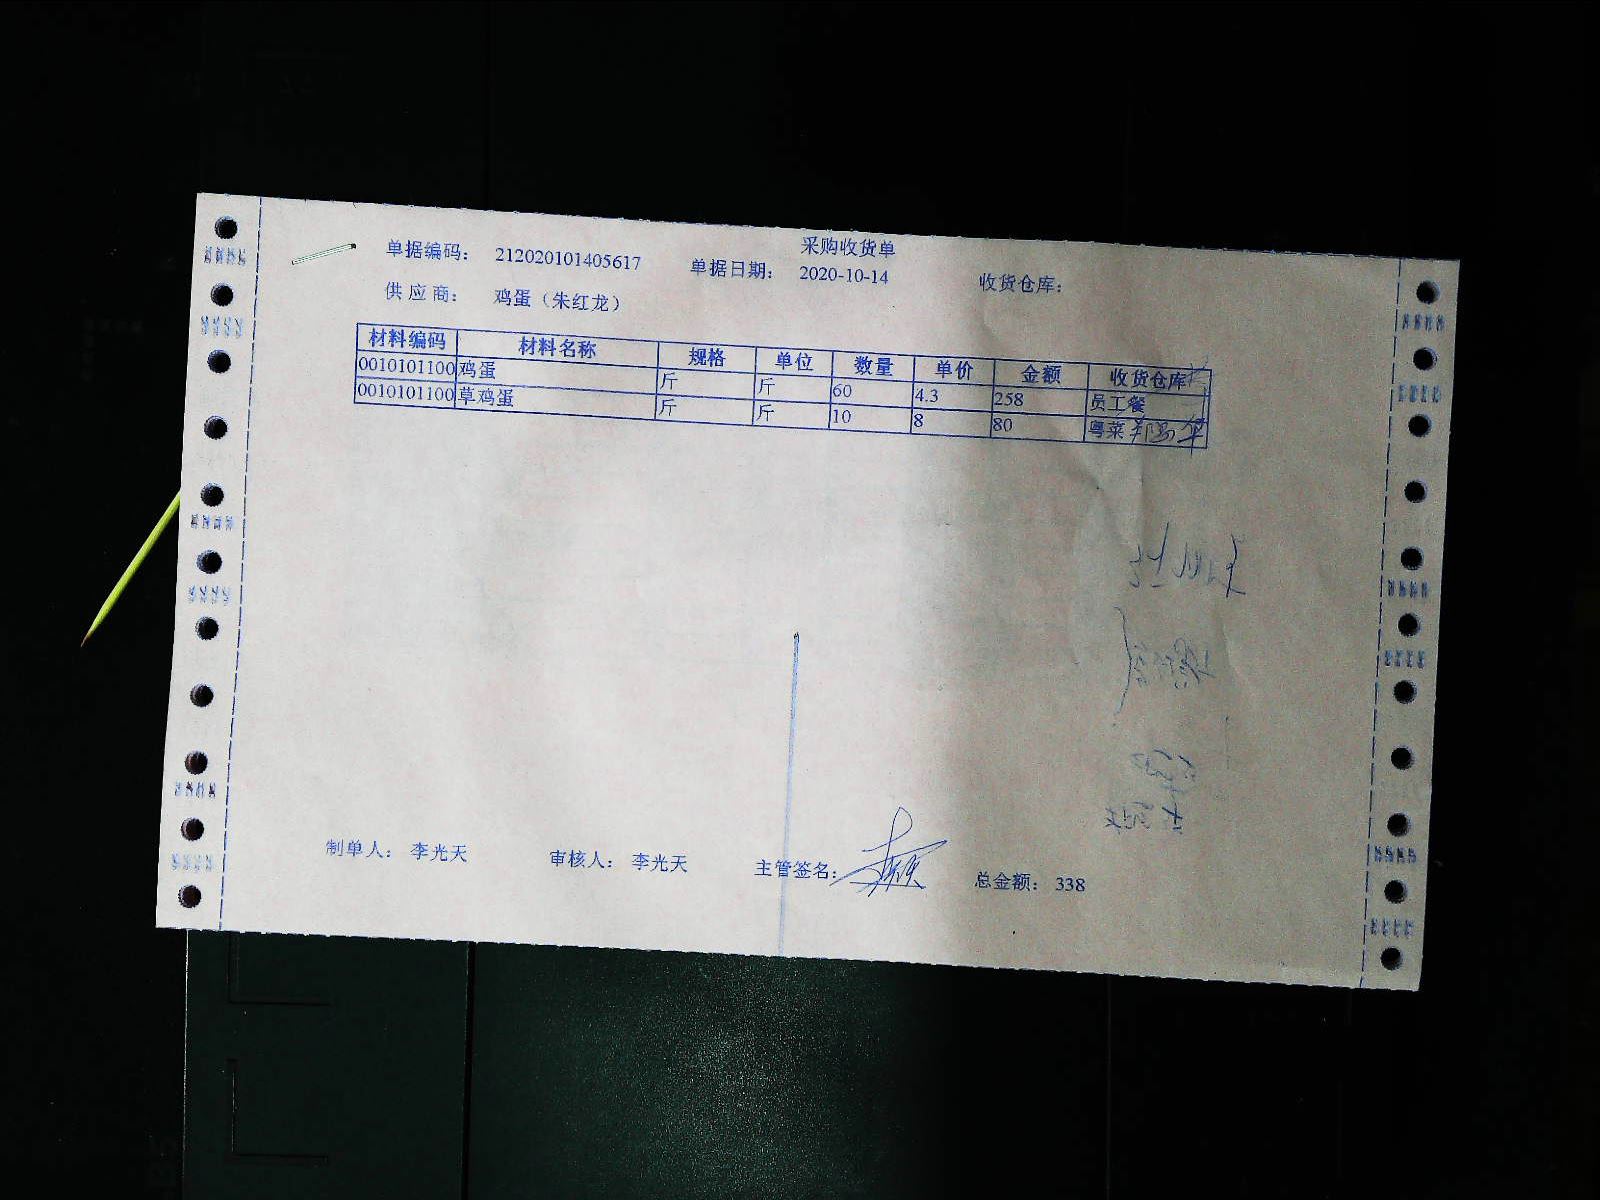 采购收货单
单据编码： 212020101405617 单据日期： 2020-10-14 收货仓库：
供应商： 鸡蛋（朱红龙）
材料编码 材料名称 规格 单位 数量 单价 金额 收货仓库
0010101100 鸡蛋 斤 斤 60 4.3 258 员工餐
0010101100 草鸡蛋 斤 斤 10 8 80 粤菜
制单人： 李光天 审核人： 李光天 主管签名： 总金额： 338